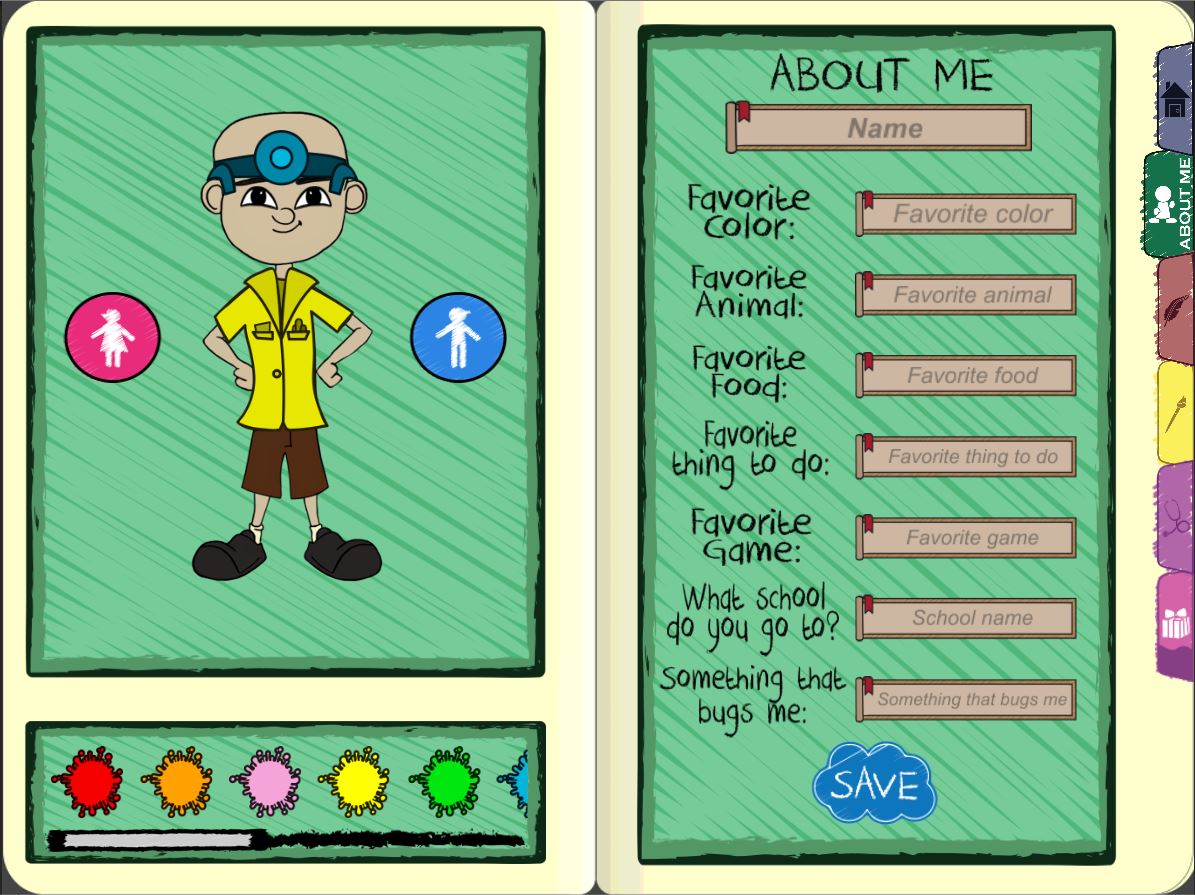 ABOUT ME
Name
Favorite
Color:
Favorite color
Favorite
Animal:
Favorite animal
Favorite
Food:
Favorite food
Favorite
thing to do:
Favorite thing to do
Favorite
Game:
Favorite game
What school
do you go to?
School name
Something that
bugs me:
Something that bugs me
SAVE
ABOUT ME